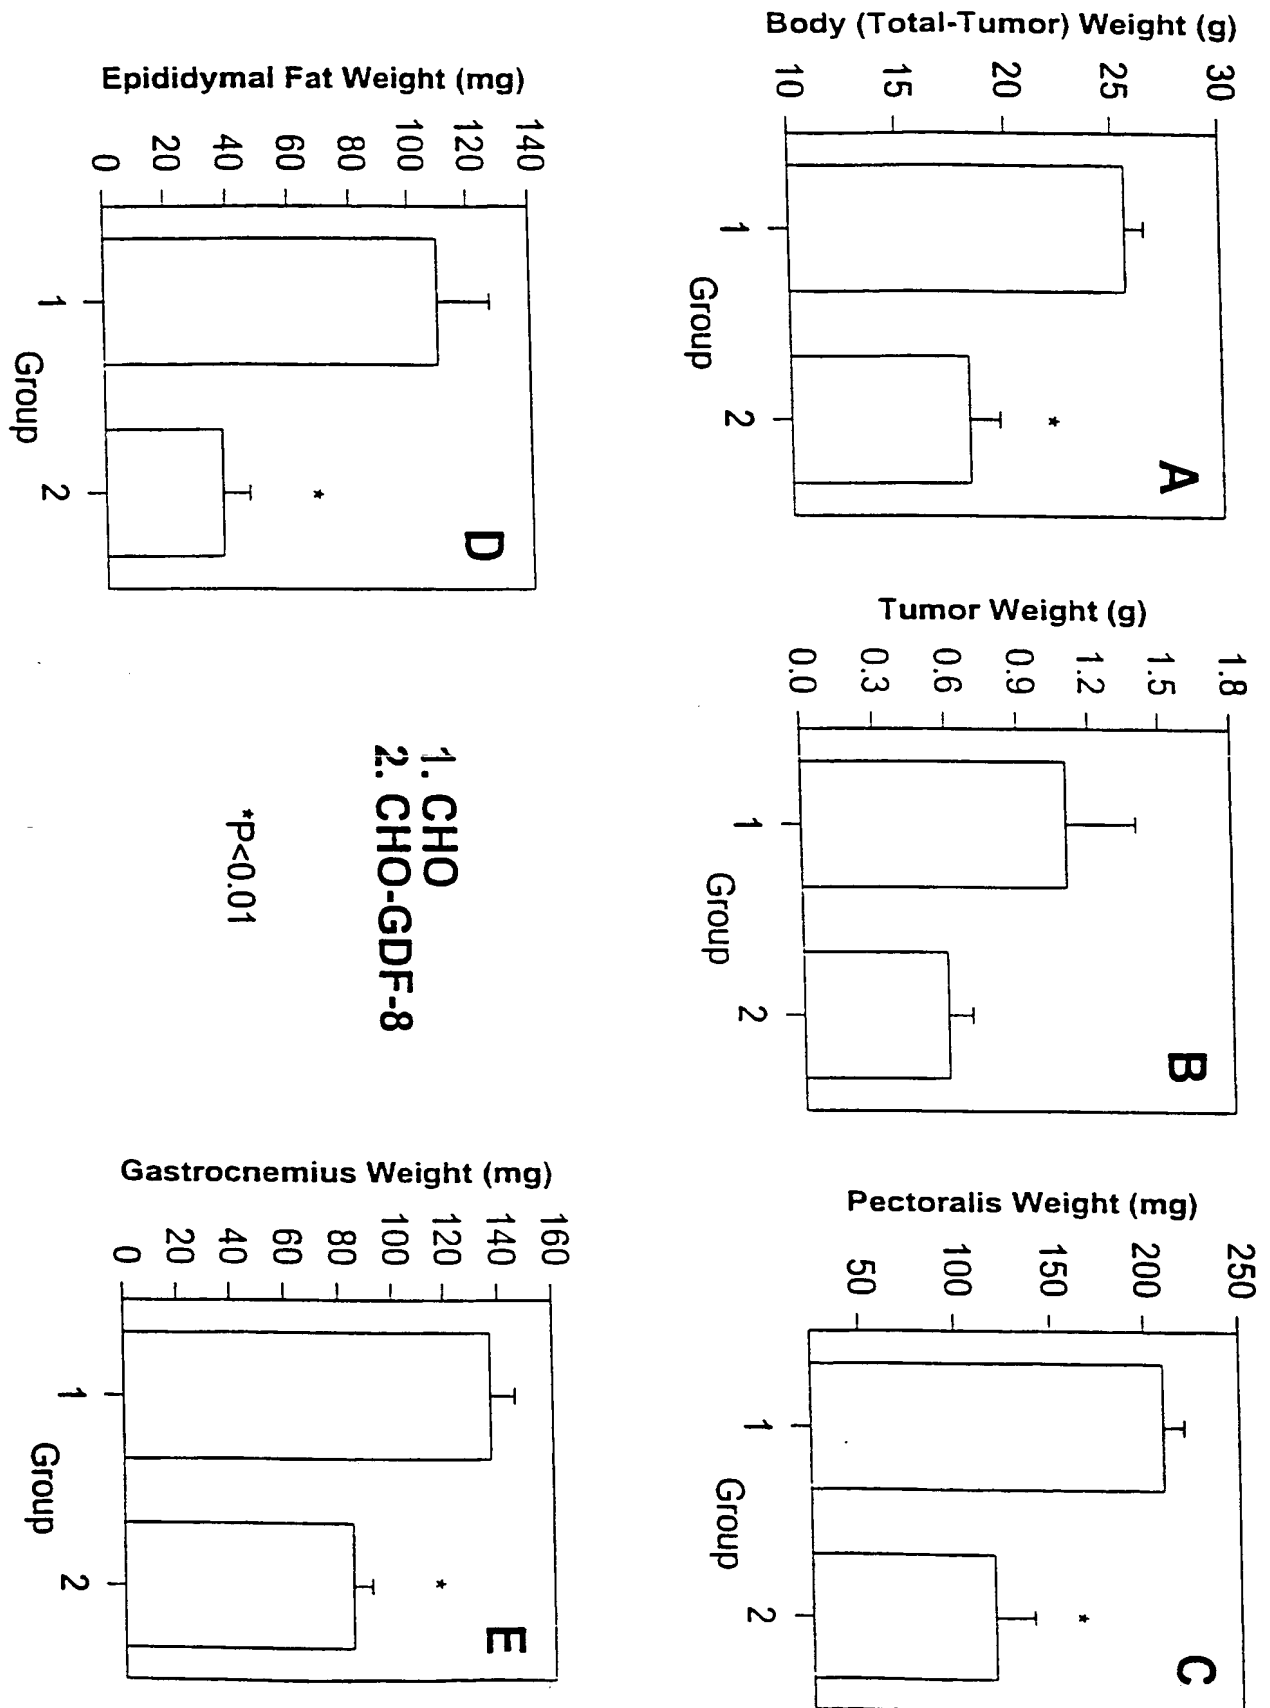 Body (Total-Tumor) Weight (g)
30
25
20
15
10
1
2
Group
*
A
Tumor Weight (g)
1.8
1.5
1.2
0.9
0.6
0.3
0.0
1
2
Group
B
Pectoralis Weight (mg)
250
200
150
100
50
1
2
Group
*
C
Epididymal Fat Weight (mg)
140
120
100
80
60
40
20
0
1
2
Group
*
D
1. CHO
2. CHO-GDF-8
*P<0.01
Gastrocnemius Weight (mg)
160
140
120
100
80
60
40
20
0
1
2
Group
*
E